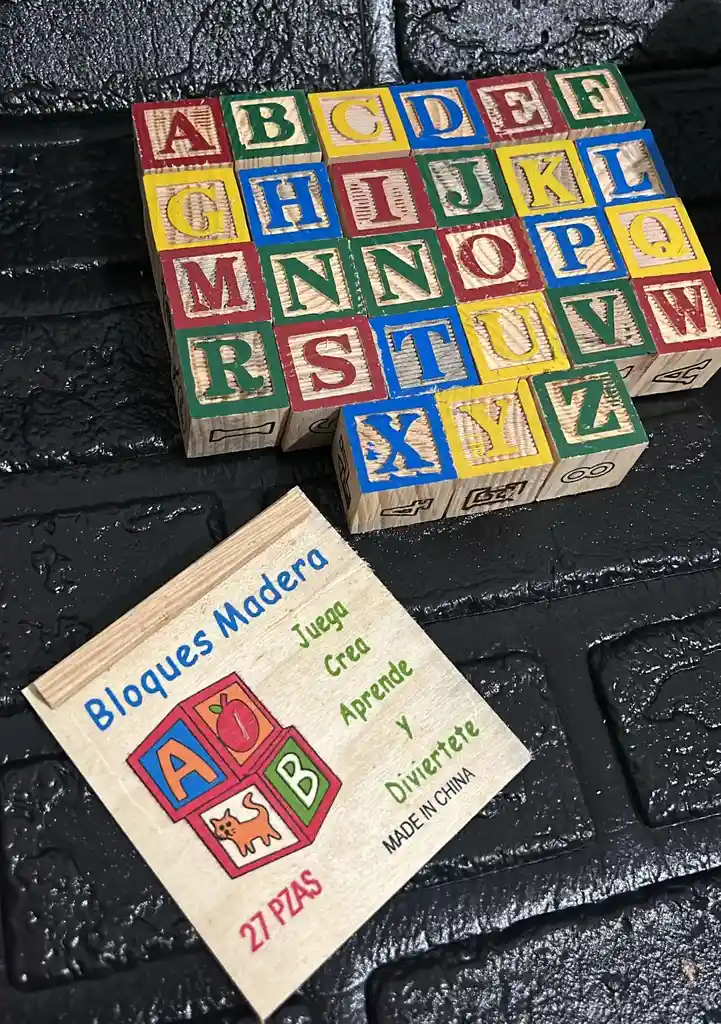 A B C D E F
G H I J K L
M N N O P Q
R S T U V W
X Y Z
Bloques Madera
Juega
Crea
Aprende
y
Diviertete
A
B
27 PZAS
MADE IN CHINA